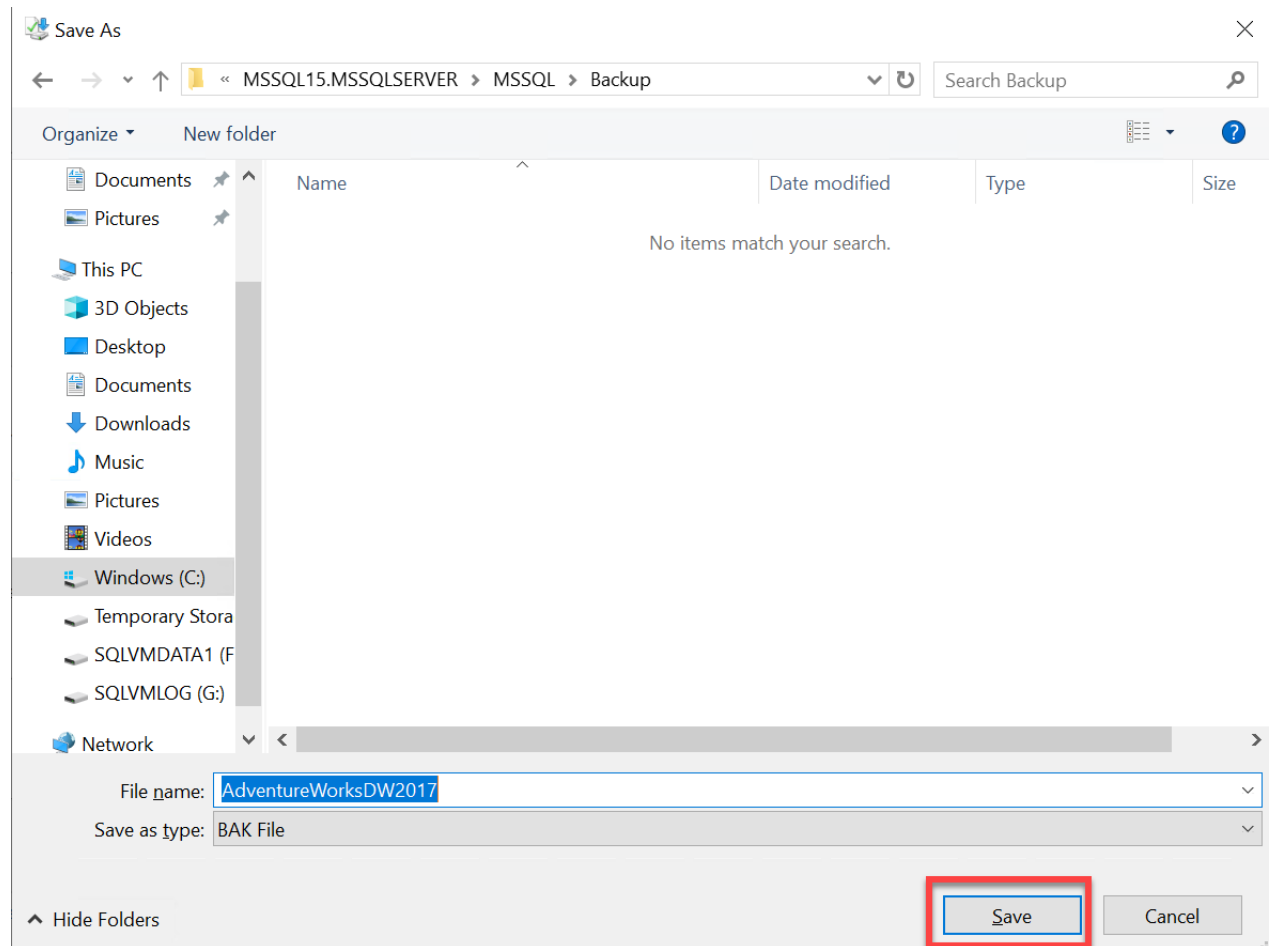 Save As
« MSSQL15.MSSQLSERVER > MSSQL > Backup
Search Backup
Organize
New folder
?
Name
Date modified
Type
Size
No items match your search.
Documents
Pictures
This PC
3D Objects
Desktop
Documents
Downloads
Music
Pictures
Videos
Windows (C:)
Temporary Stora
SQLVMDATA1 (F
SQLVMLOG (G:)
Network
File name: AdventureWorksDW2017
Save as type: BAK File
Hide Folders
Save
Cancel